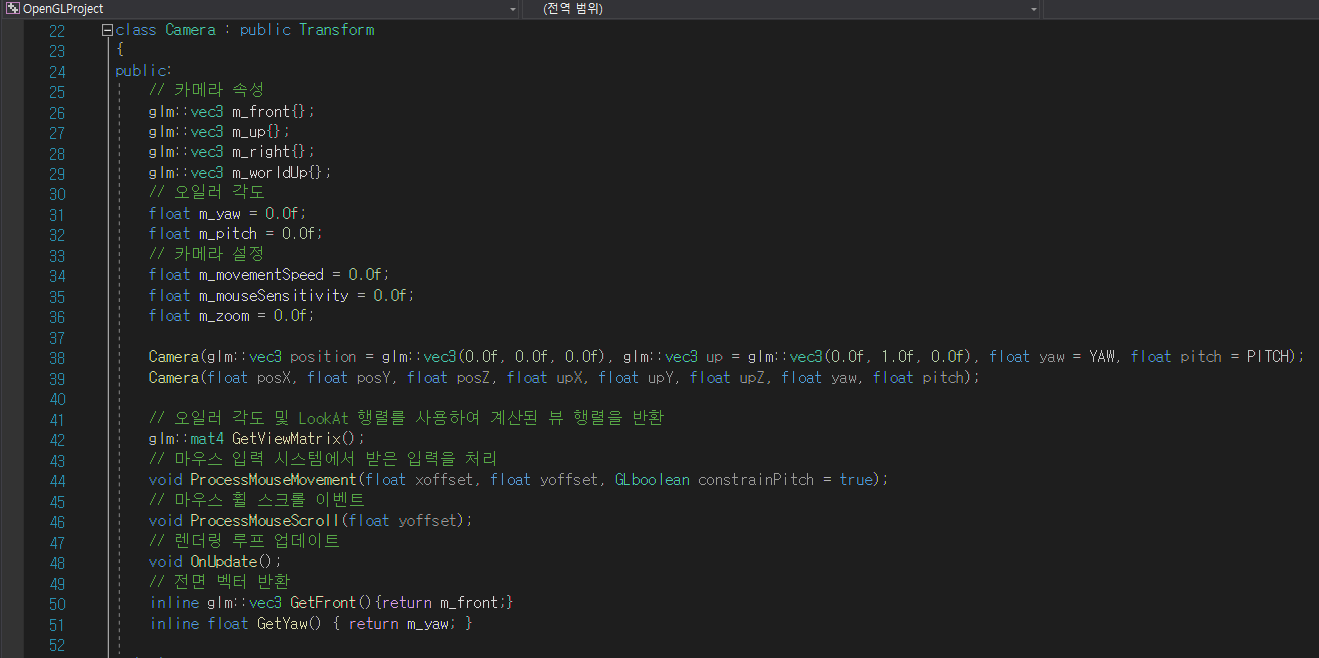 OpenGLProject (전역 범위)
22 class Camera : public Transform
23 {
24 public:
25 // 카메라 속성
26 glm::vec3 m_front{};
27 glm::vec3 m_up{};
28 glm::vec3 m_right{};
29 glm::vec3 m_worldUp{};
30 // 오일러 각도
31 float m_yaw = 0.0f;
32 float m_pitch = 0.0f;
33 // 카메라 설정
34 float m_movementSpeed = 0.0f;
35 float m_mouseSensitivity = 0.0f;
36 float m_zoom = 0.0f;
37
38 Camera(glm::vec3 position = glm::vec3(0.0f, 0.0f, 0.0f), glm::vec3 up = glm::vec3(0.0f, 1.0f, 0.0f), float yaw = YAW, float pitch = PITCH);
39 Camera(float posX, float posY, float posZ, float upX, float upY, float upZ, float yaw, float pitch);
40
41 // 오일러 각도 및 LookAt 행렬를 사용하여 계산된 뷰 행렬을 반환
42 glm::mat4 GetViewMatrix();
43 // 마우스 입력 시스템에서 받은 입력을 처리
44 void ProcessMouseMovement(float xoffset, float yoffset, GLboolean constrainPitch = true);
45 // 마우스 휠 스크롤 이벤트
46 void ProcessMouseScroll(float yoffset);
47 // 렌더링 루프 업데이트
48 void OnUpdate();
49 // 전면 벡터 반환
50 inline glm::vec3 GetFront(){return m_front;}
51 inline float GetYaw() { return m_yaw; }
52